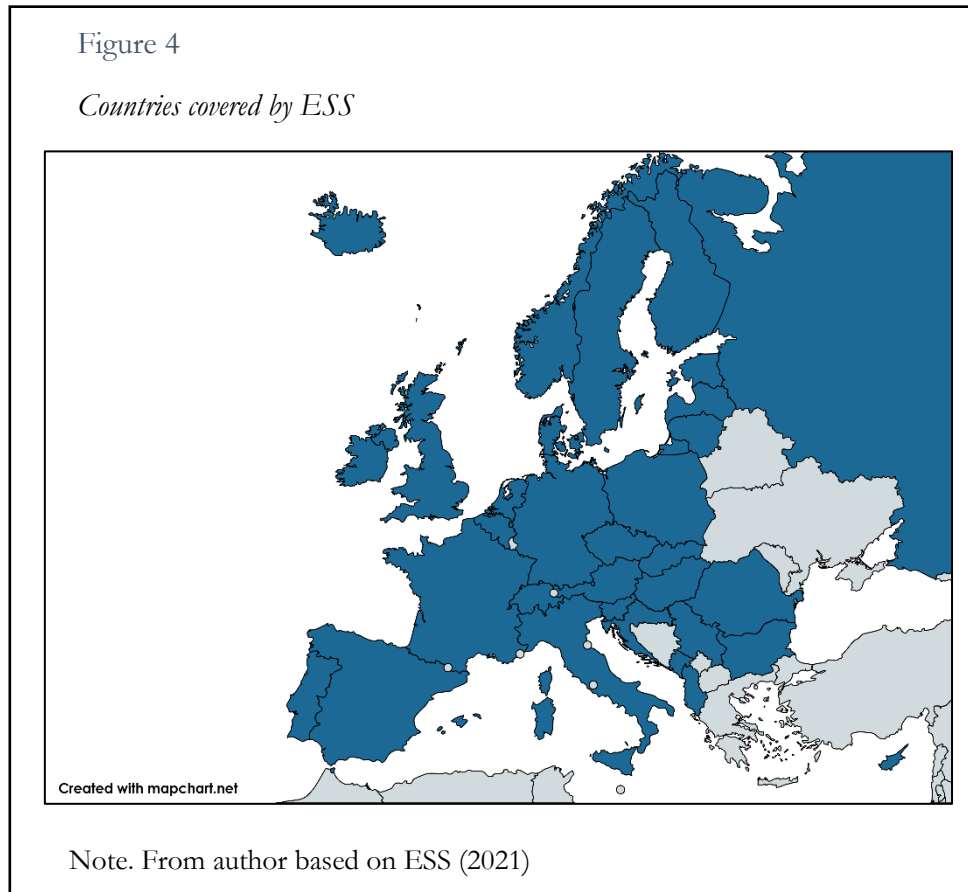 Figure 4
Countries covered by ESS
Created with mapchart.net
Note. From author based on ESS (2021)